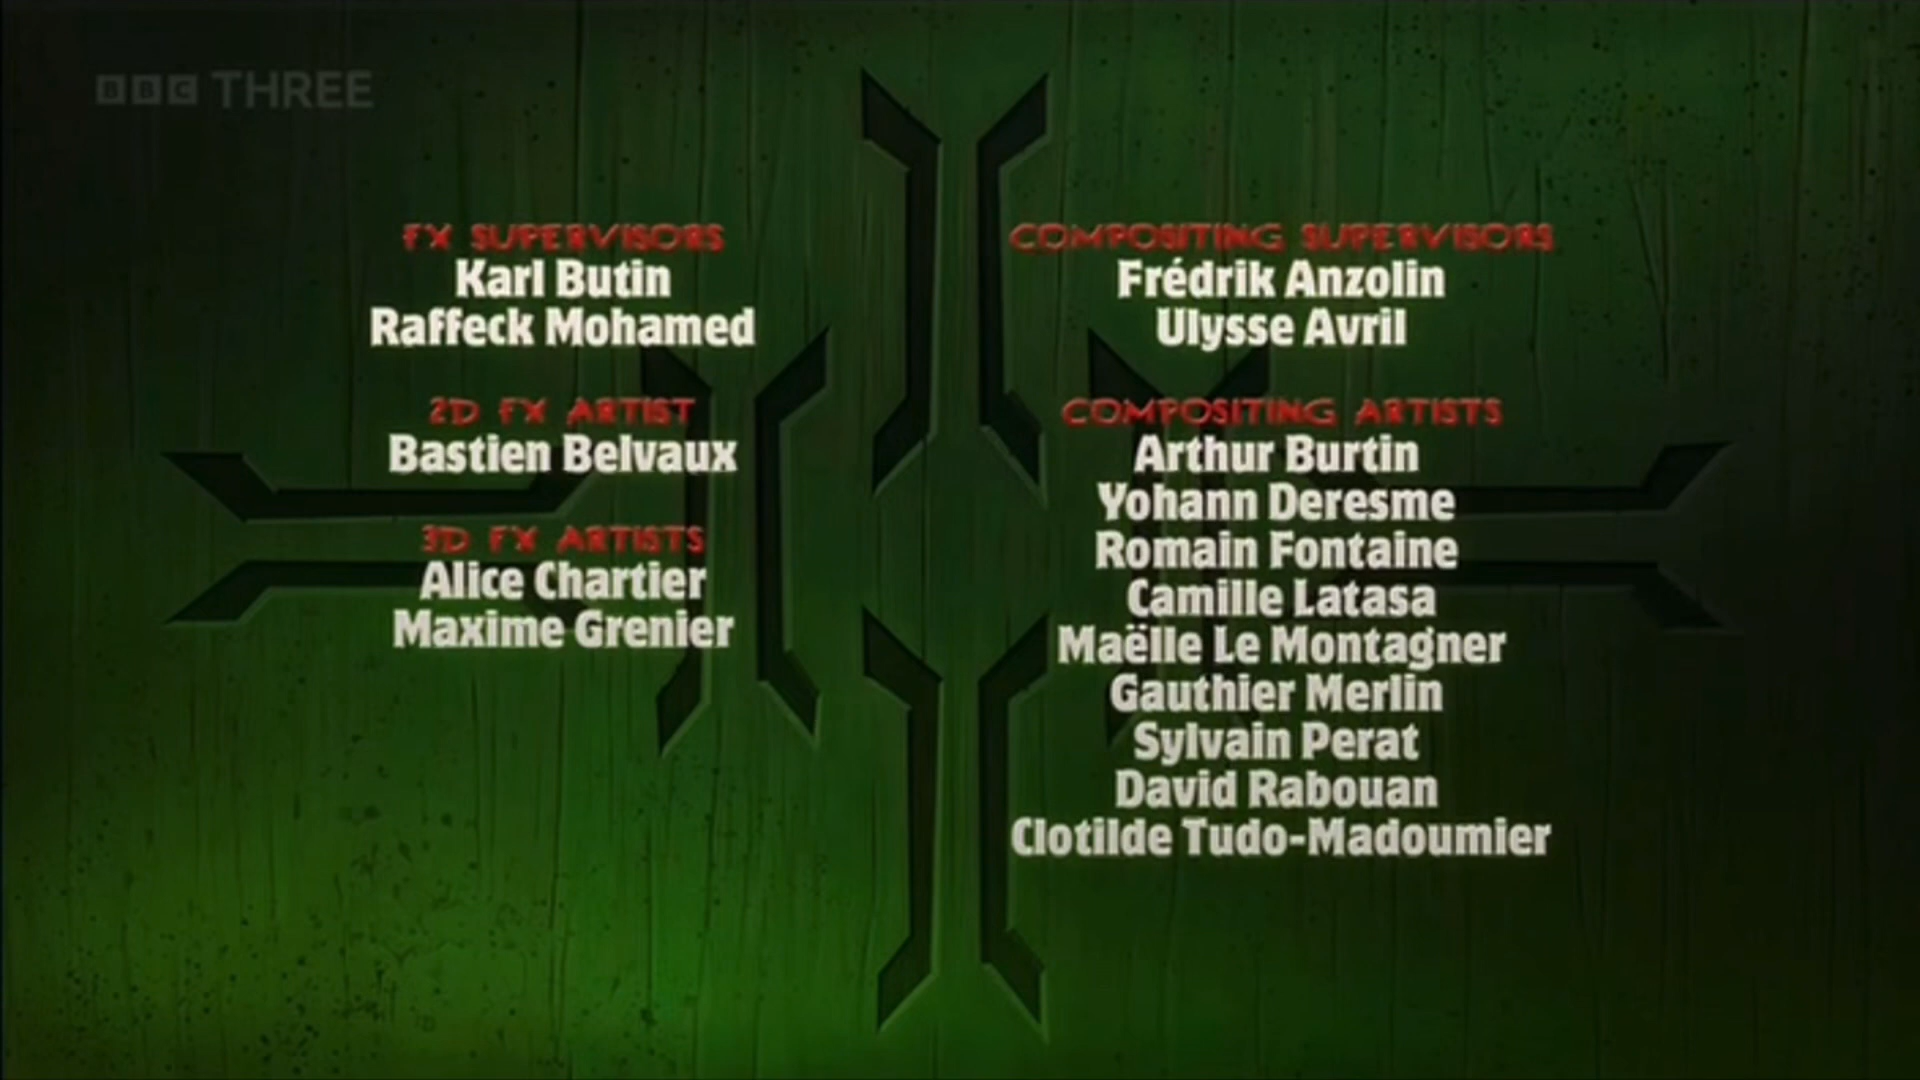 BBC THREE
FX SUPERVISORS
Karl Butin
Raffeck Mohamed
2D FX ARTIST
Bastien Belvaux
3D FX ARTISTS
Alice Chartier
Maxime Grenier
COMPOSITING SUPERVISORS
Frédrik Anzolin
Ulysse Avril
COMPOSITING ARTISTS
Arthur Burtin
Yohann Deresme
Romain Fontaine
Camille Latasa
Maëlle Le Montagner
Gauthier Merlin
Sylvain Perat
David Rabouan
Clotilde Tudo-Madoumier